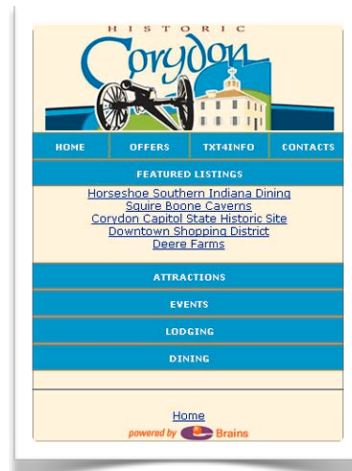 HISTORIC
Corydon
HOME OFFERS TXT4INFO CONTACTS
FEATURED LISTINGS
Horseshoe Southern Indiana Dining
Squire Boone Caverns
Corydon Capitol State Historic Site
Downtown Shopping District
Deere Farms
ATTRACTIONS
EVENTS
LODGING
DINING
Home
powered by Brains